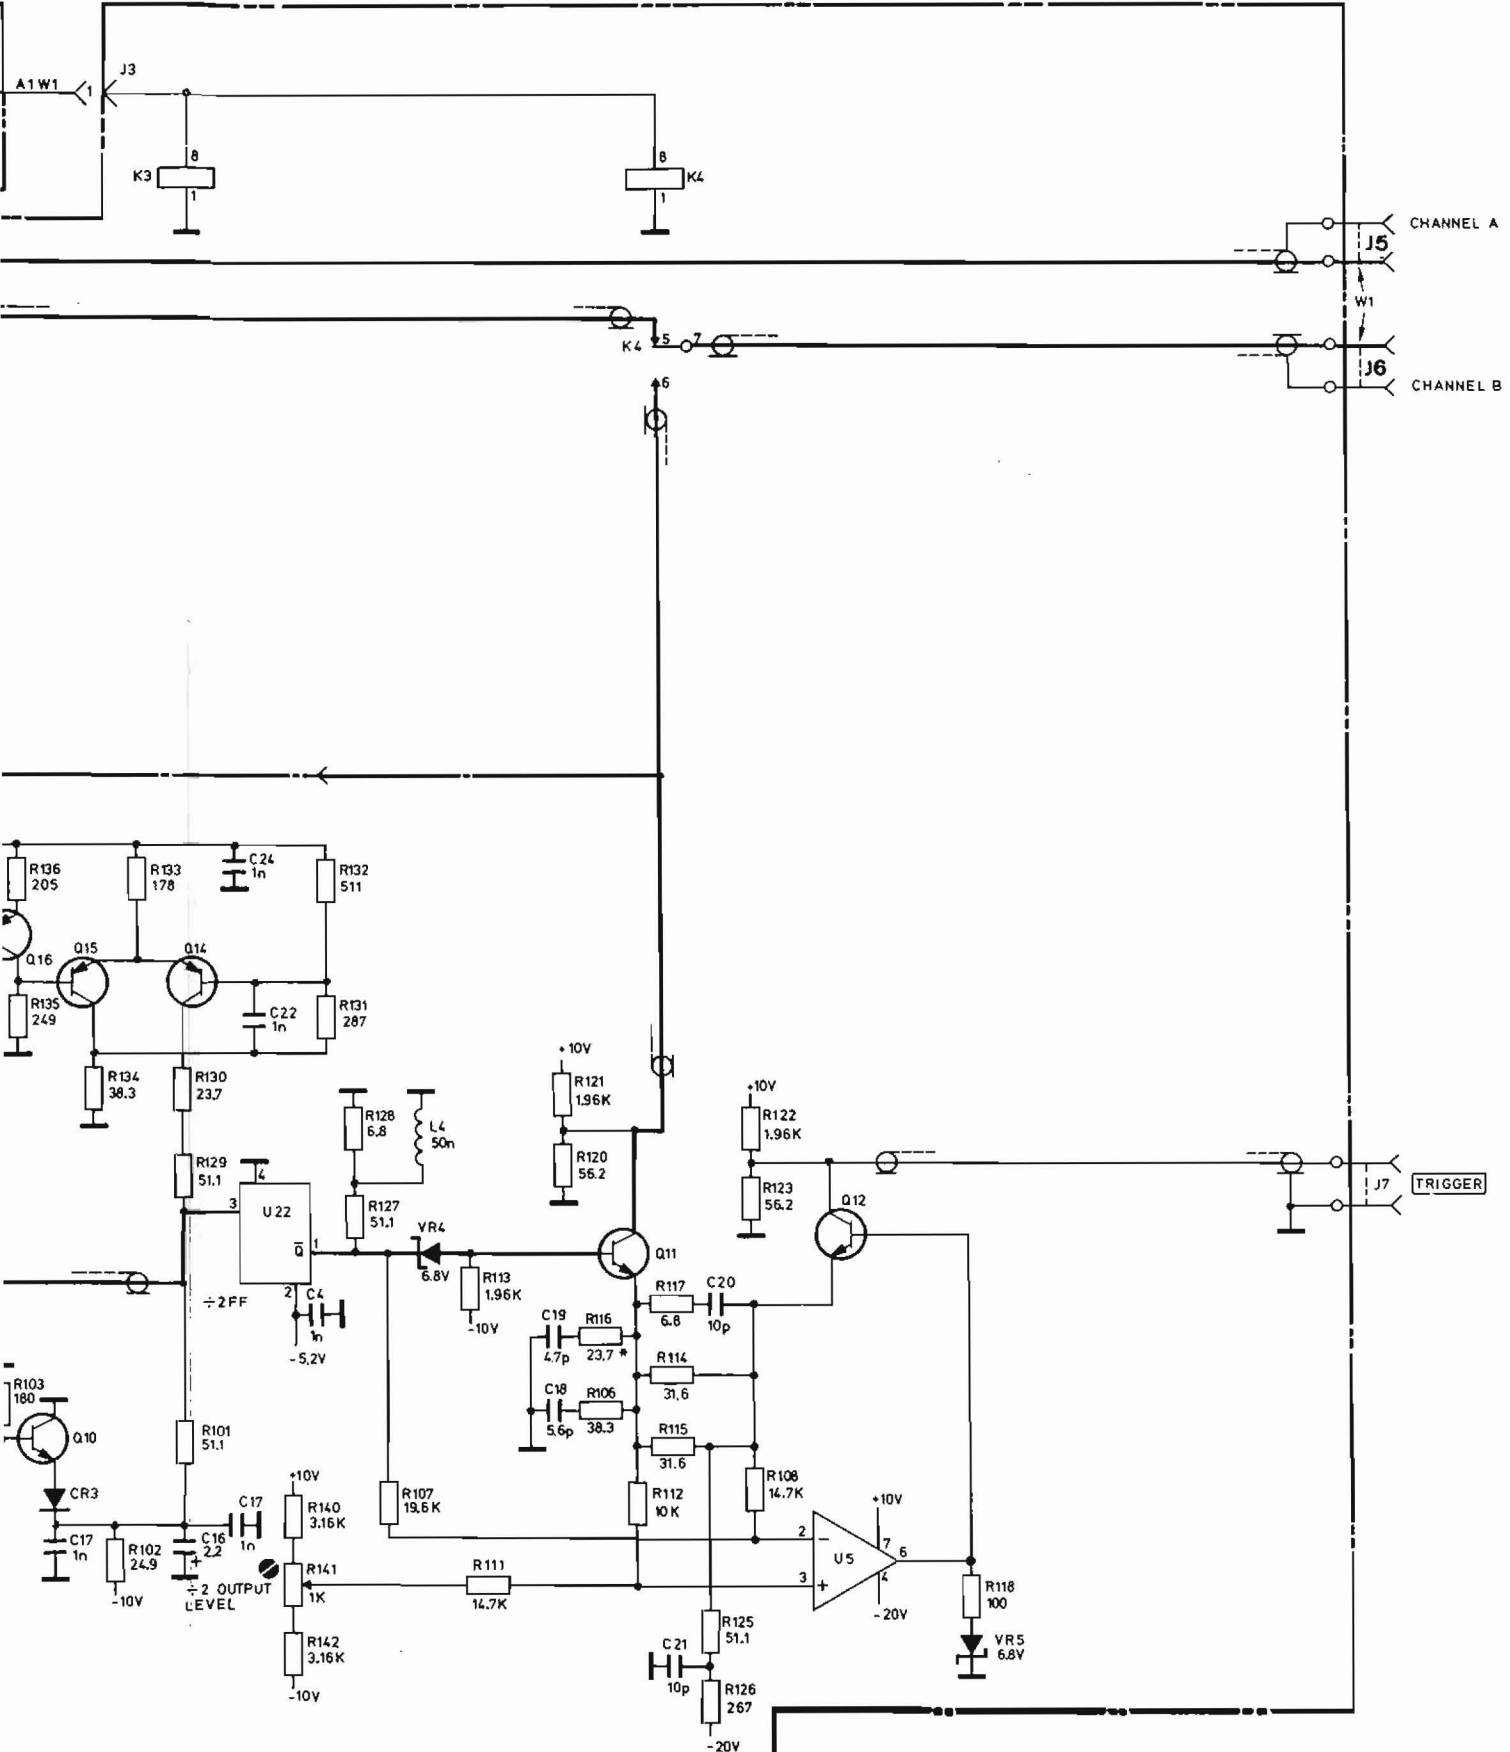 A1W1
1
J3
8
K3
1
8
K4
1
CHANNEL A
J5
W1
K4
5
7
J6
CHANNEL B
6
R136
205
R133
178
C24
1n
R132
511
Q16
Q15
Q14
R135
249
C22
1n
R131
287
R134
38.3
R130
23.7
R129
51.1
4
3
U22
Q
1
2
÷2FF
C4
1n
-5.2V
R128
6.8
L4
50n
R127
51.1
VR4
6.8V
R113
1.96K
-10V
+10V
R121
1.96K
R120
56.2
Q11
+10V
R122
1.96K
R123
56.2
Q12
J7
TRIGGER
R117
6.8
C20
10p
C19
4.7p
R116
23.7 *
R114
31.6
C18
5.6p
R106
38.3
R115
31.6
R103
180
Q10
CR3
C17
1n
R102
24.9
-10V
R101
51.1
C17
1n
C16
2.2
+
÷2 OUTPUT
LEVEL
+10V
R140
3.16K
R141
1K
R142
3.16K
-10V
R107
19.6K
R111
14.7K
R112
10K
R108
14.7K
+10V
2
-
7
U5
6
3
+
4
-20V
R118
100
VR5
6.8V
R125
51.1
C21
10p
R126
267
-20V